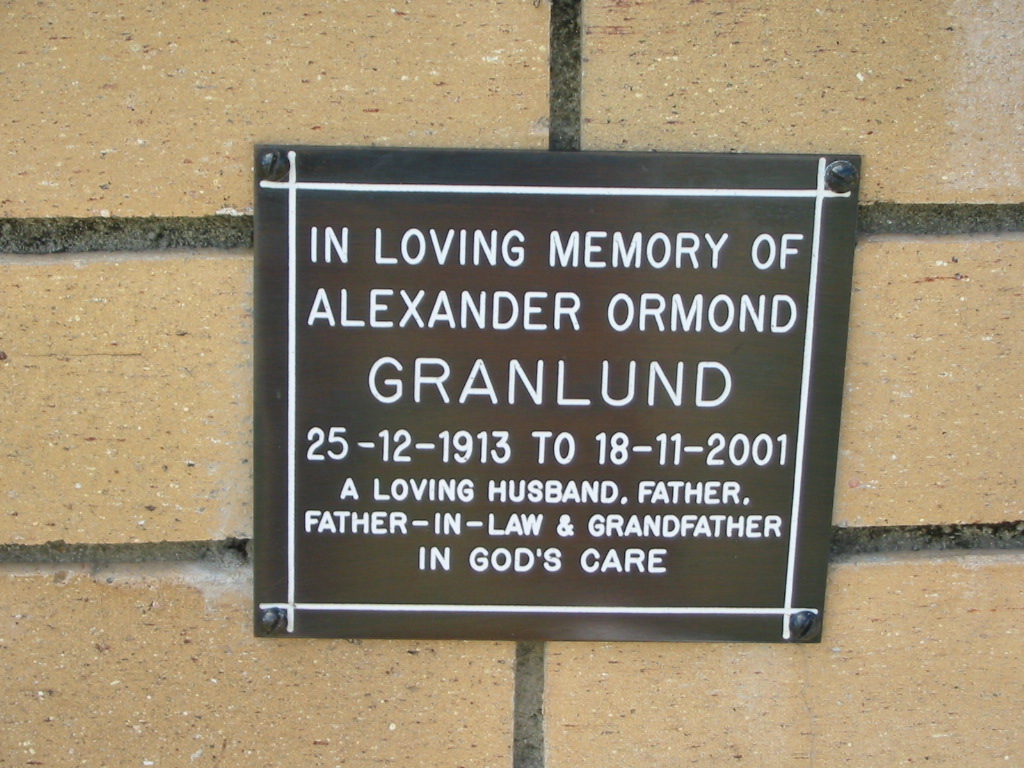 IN LOVING MEMORY OF
ALEXANDER ORMOND
GRANLUND
25-12-1913 TO 18-11-2001
A LOVING HUSBAND, FATHER,
FATHER-IN-LAW & GRANDFATHER
IN GOD'S CARE